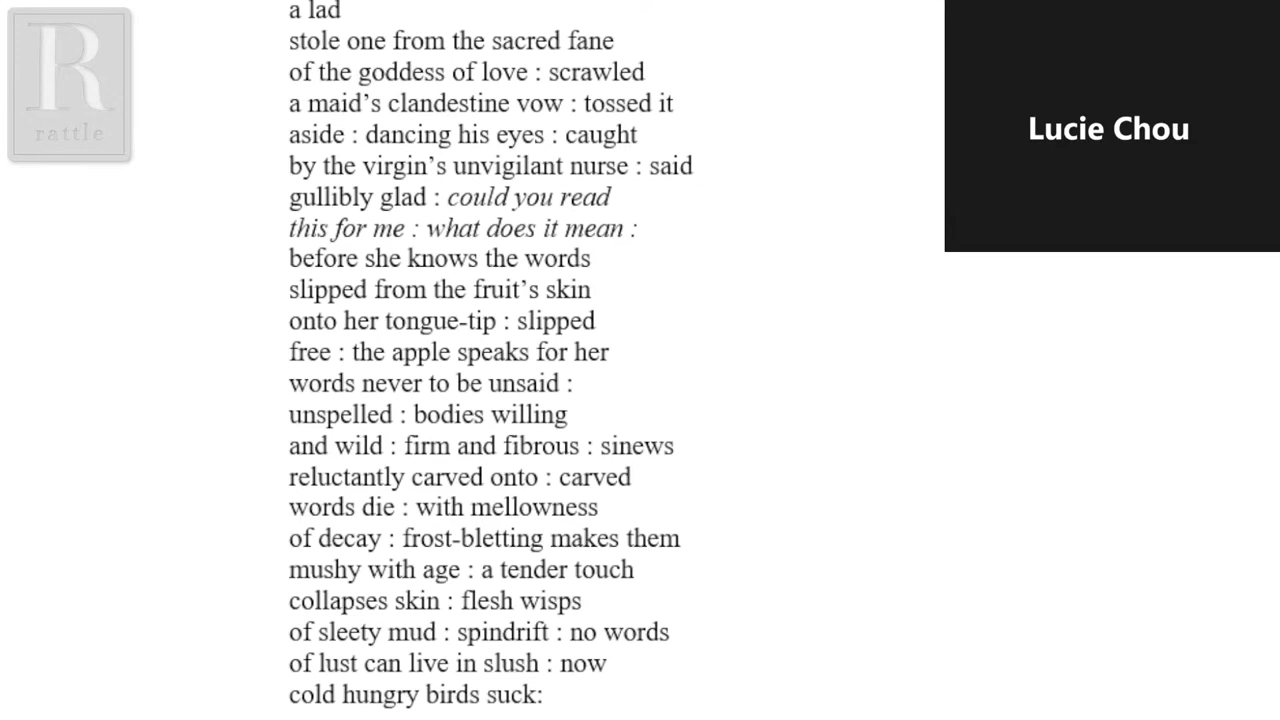 R
rattle
a lad
stole one from the sacred fane
of the goddess of love : scrawled
a maid’s clandestine vow : tossed it
aside : dancing his eyes : caught
by the virgin’s unvigilant nurse : said
gullibly glad : could you read
this for me : what does it mean :
before she knows the words
slipped from the fruit’s skin
onto her tongue-tip : slipped
free : the apple speaks for her
words never to be unsaid :
unspelled : bodies willing
and wild : firm and fibrous : sinews
reluctantly carved onto : carved
words die : with mellowness
of decay : frost-bletting makes them
mushy with age : a tender touch
collapses skin : flesh wisps
of sleety mud : spindrift : no words
of lust can live in slush : now
cold hungry birds suck:
Lucie Chou